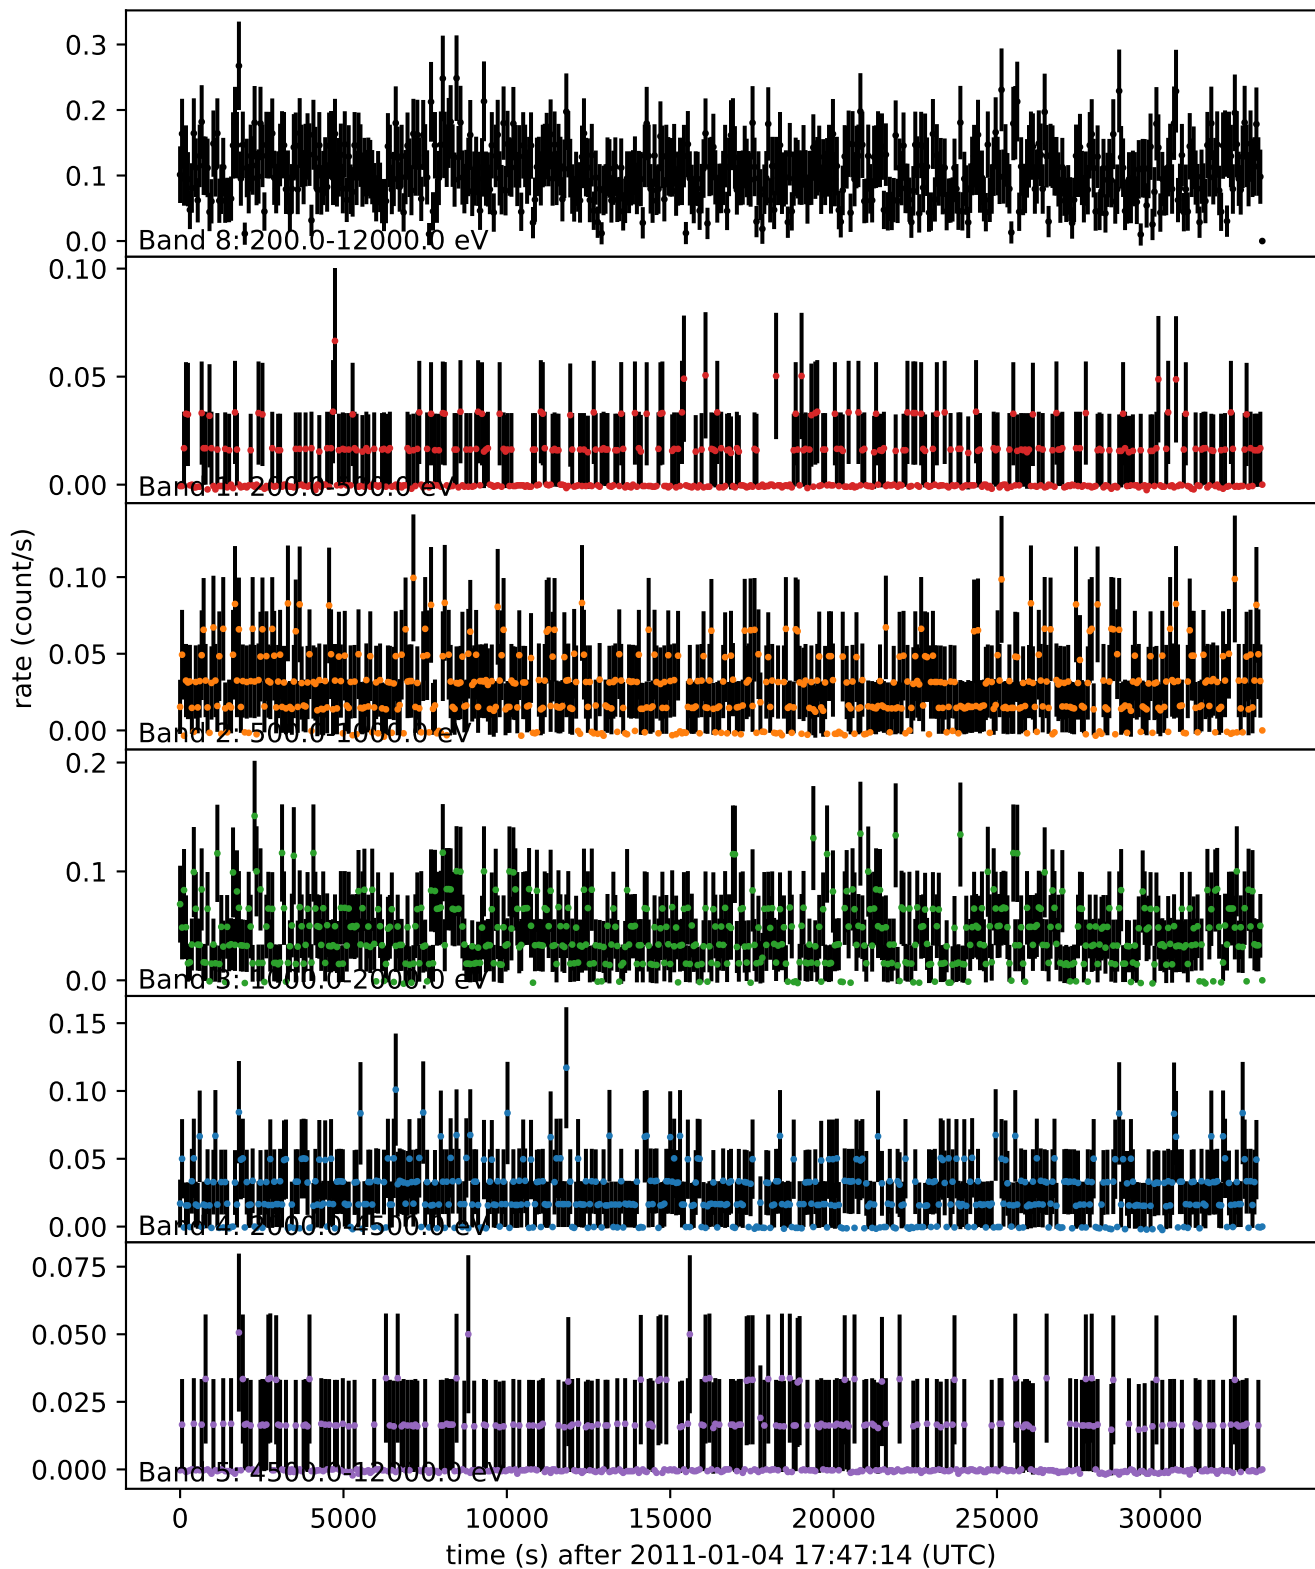 0.3
0.2
0.1
0.0
Band 8: 200.0-12000.0 eV
0.10
0.05
0.00
Band 1: 200.0-500.0 eV
0.10
0.05
0.00
Band 2: 500.0-1000.0 eV
rate (count/s)
0.2
0.1
0.0
Band 3: 1000.0-2000.0 eV
0.15
0.10
0.05
0.00
Band 4: 2000.0-4500.0 eV
0.075
0.050
0.025
0.000
Band 5: 4500.0-12000.0 eV
0 5000 10000 15000 20000 25000 30000
time (s) after 2011-01-04 17:47:14 (UTC)